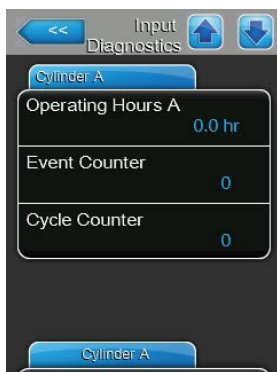 <<
Input
Diagnostics
Cylinder A
Operating Hours A
0.0 hr
Event Counter
0
Cycle Counter
0
Cylinder A